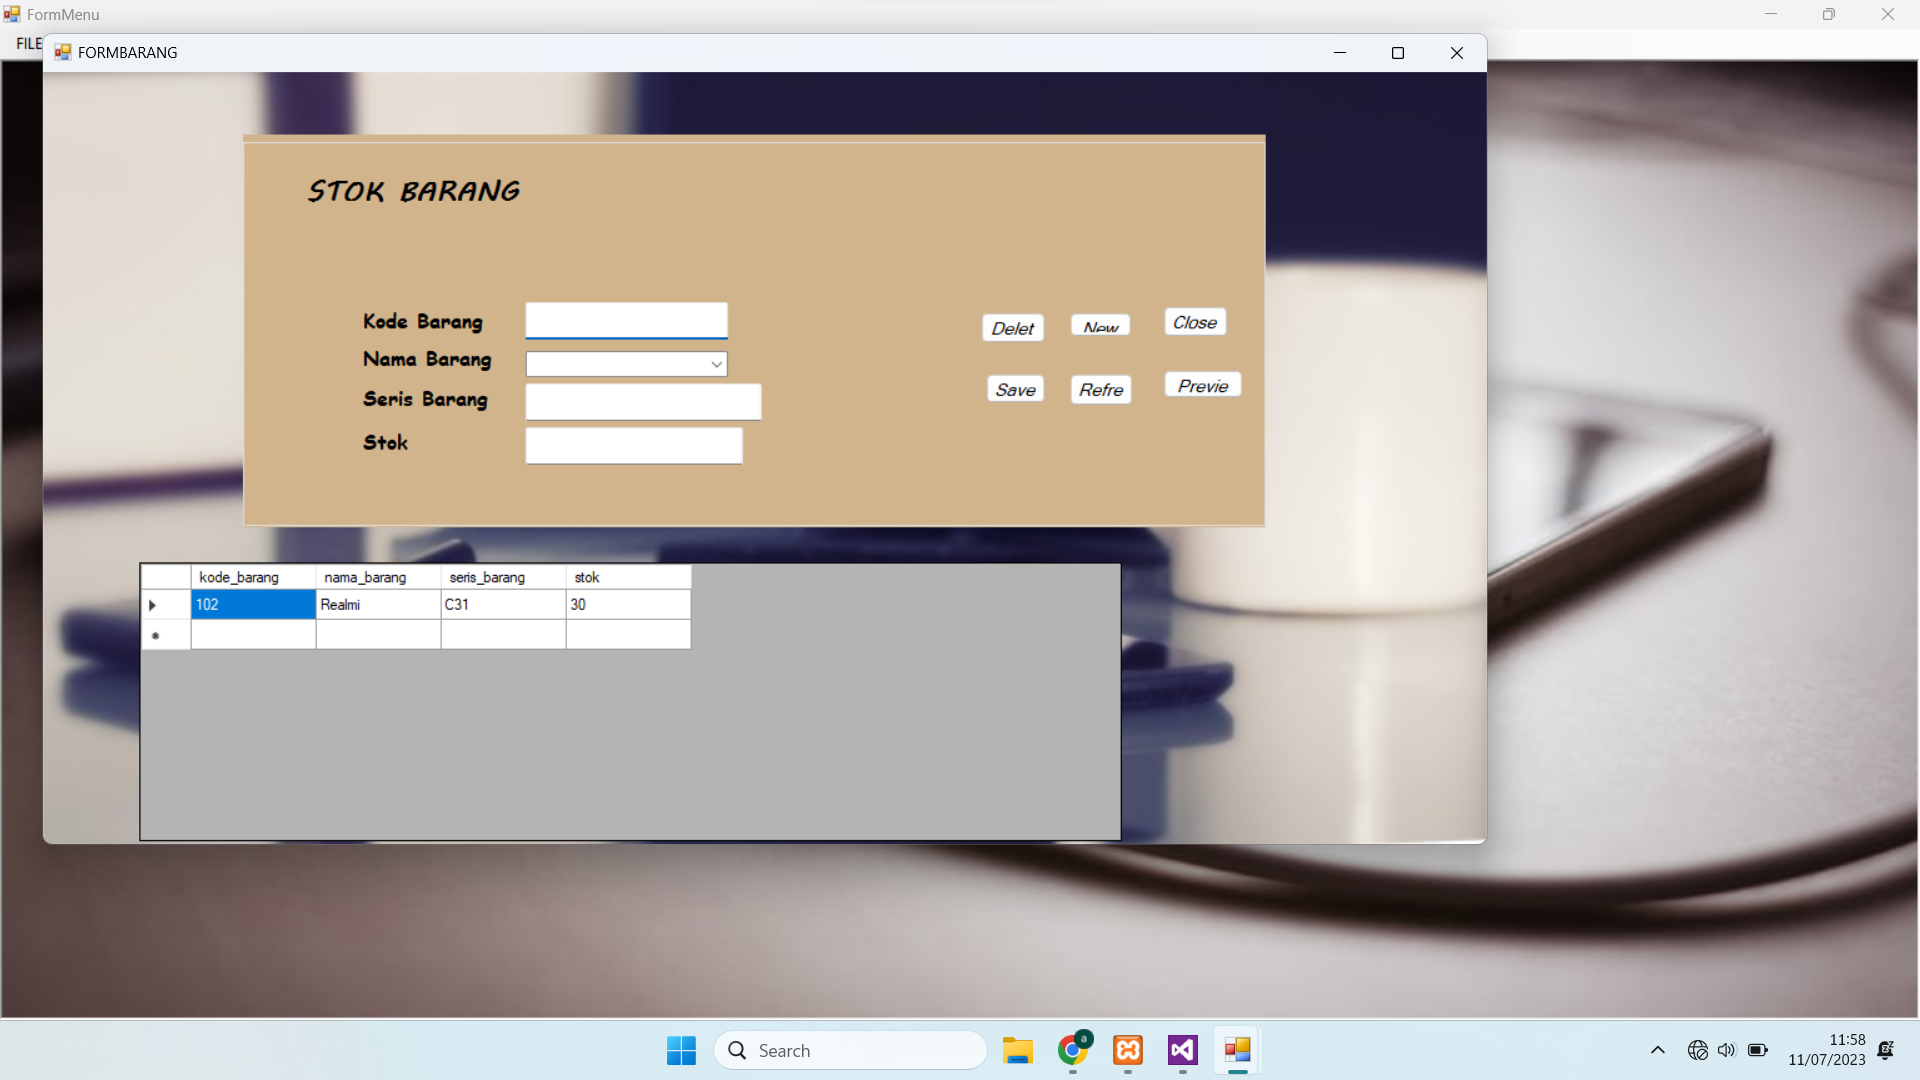 FormMenu
FILE
FORMBARANG
STOK BARANG
Kode Barang
Nama Barang
Seris Barang
Stok
Delet New Close
Save Refre Previe
kode_barang nama_barang seris_barang stok
102 Realmi C31 30
Search
a
11:58
11/07/2023